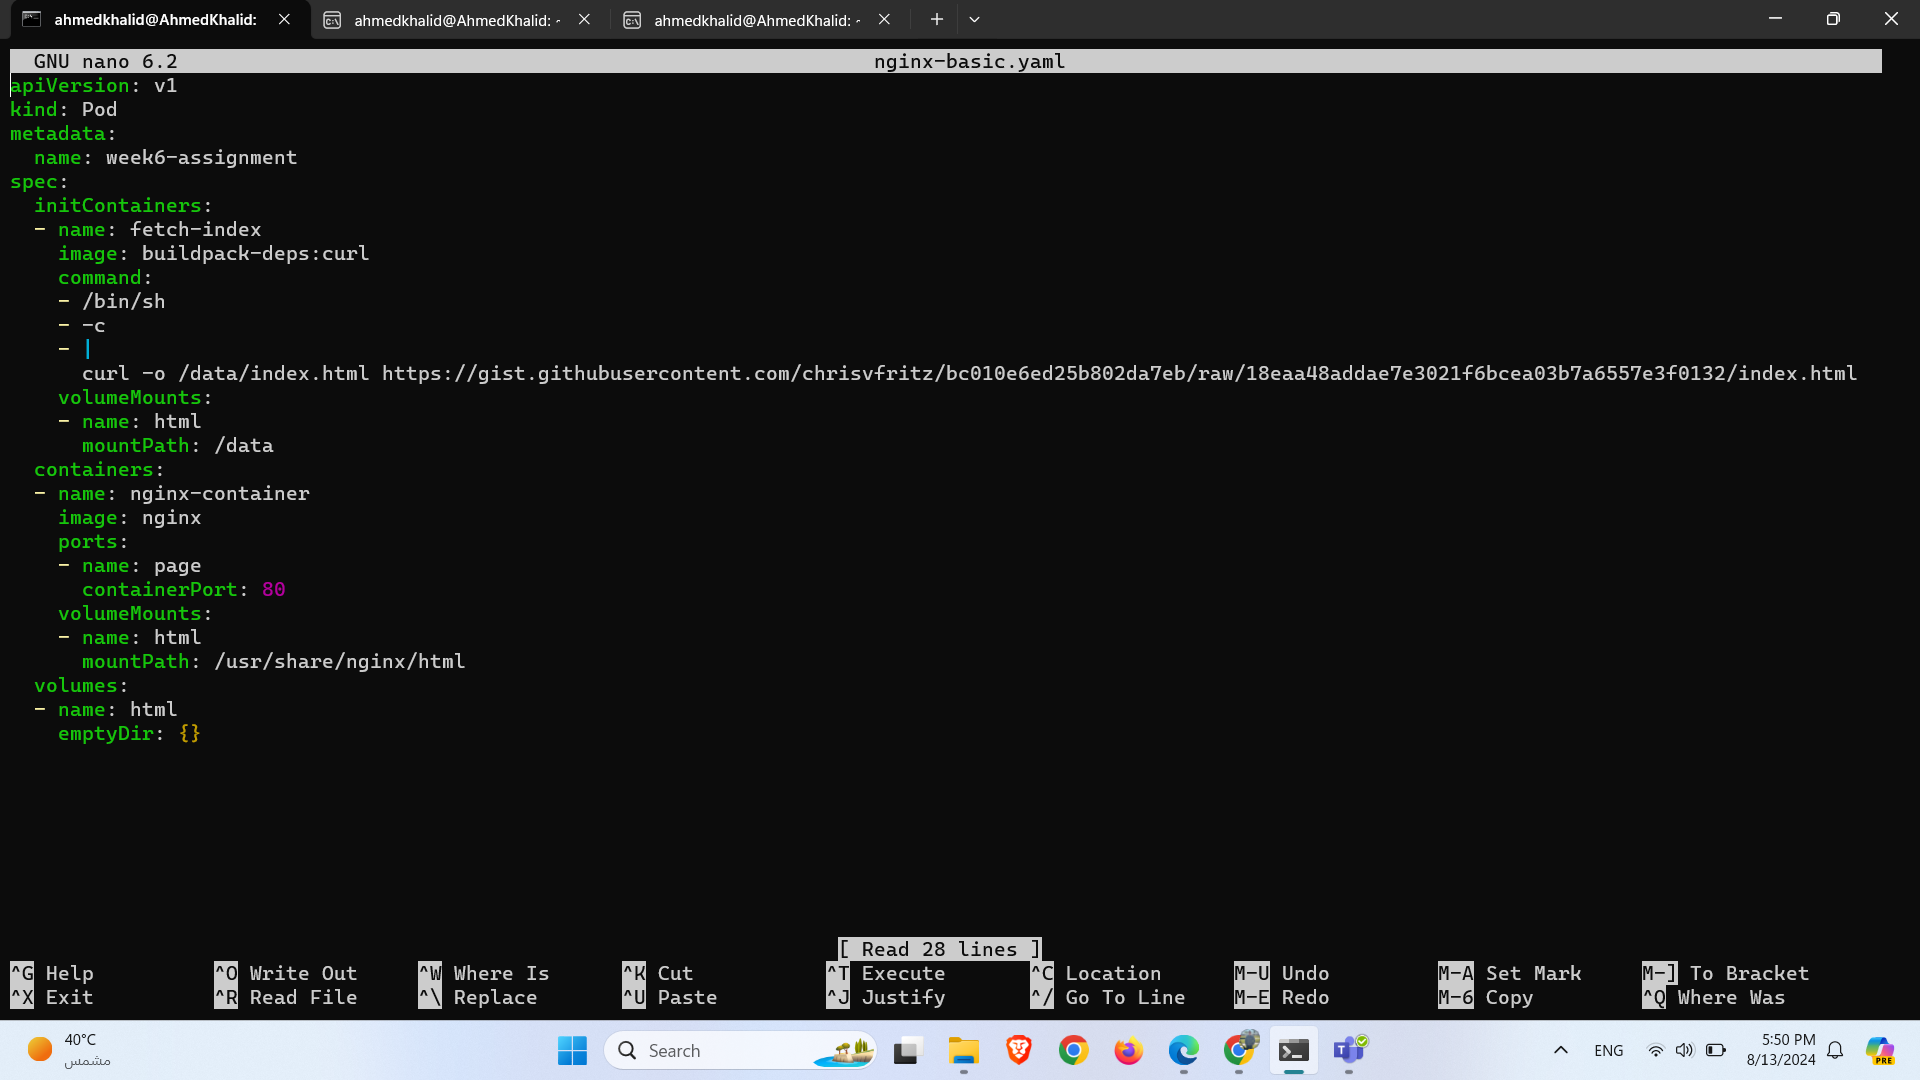 ahmedkhalid@AhmedKhalid:
ahmedkhalid@AhmedKhalid: ~
ahmedkhalid@AhmedKhalid: ~
GNU nano 6.2 nginx-basic.yaml
apiVersion: v1
kind: Pod
metadata:
  name: week6-assignment
spec:
  initContainers:
  - name: fetch-index
    image: buildpack-deps:curl
    command:
    - /bin/sh
    - -c
    - |
      curl -o /data/index.html https://gist.githubusercontent.com/chrisvfritz/bc010e6ed25b802da7eb/raw/18eaa48addae7e3021f6bcea03b7a6557e3f0132/index.html
    volumeMounts:
    - name: html
      mountPath: /data
  containers:
  - name: nginx-container
    image: nginx
    ports:
    - name: page
      containerPort: 80
    volumeMounts:
    - name: html
      mountPath: /usr/share/nginx/html
  volumes:
  - name: html
    emptyDir: {}
[ Read 28 lines ]
^G Help ^O Write Out ^W Where Is ^K Cut ^T Execute ^C Location M-U Undo M-A Set Mark M-] To Bracket
^X Exit ^R Read File ^\ Replace ^U Paste ^J Justify ^/ Go To Line M-E Redo M-6 Copy ^Q Where Was
40°C
مشمس
Search
ENG
5:50 PM
8/13/2024
PRE